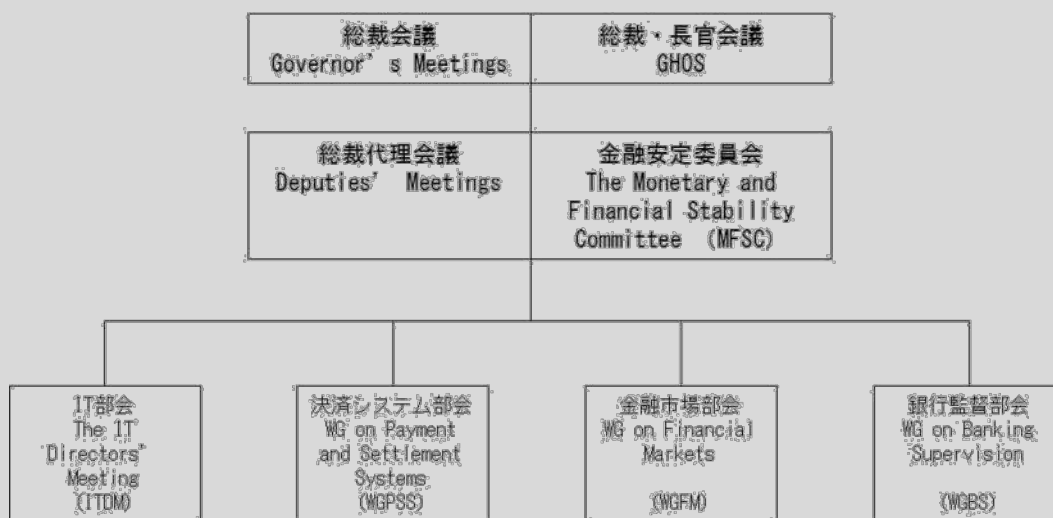 総裁会議
Governor's Meetings
総裁・長官会議
GHOS
総裁代理会議
Deputies' Meetings
金融安定委員会
The Monetary and
Financial Stability
Committee (MFSC)
IT部会
The IT
Directors'
Meeting
(ITDM)
決済システム部会
WG on Payment
and Settlement
Systems
(WGPSS)
金融市場部会
WG on Financial
Markets
(WGFM)
銀行監督部会
WG on Banking
Supervision
(WGBS)